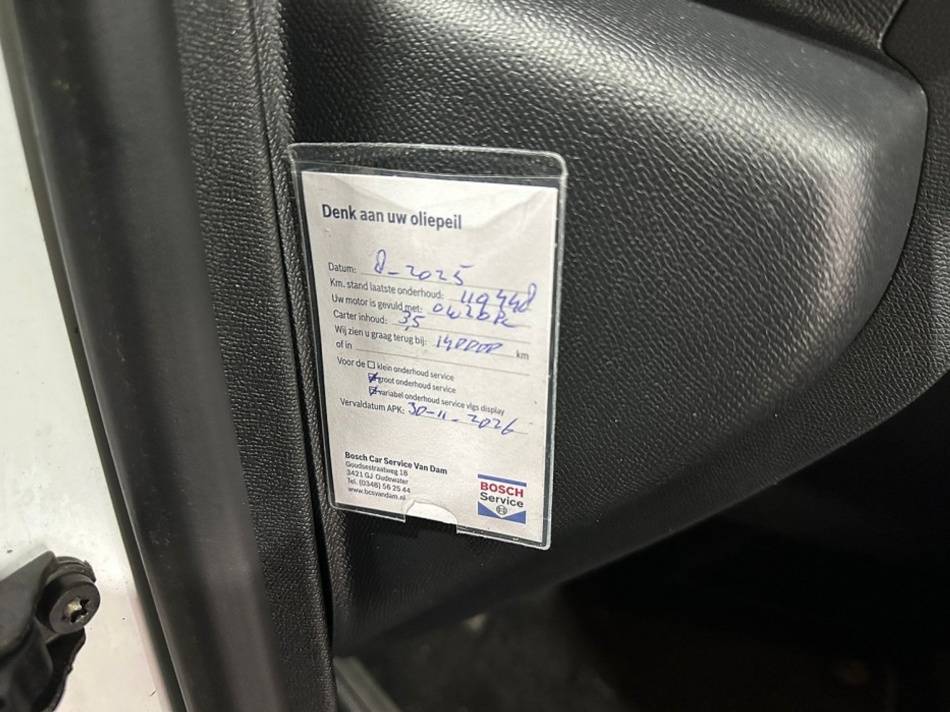 Denk aan uw oliepeil
Datum: 8-2025
Km. stand laatste onderhoud: 119448
Uw motor is gevuld met: 0W20
Carter inhoud: 3,5
Wij zien u graag terug bij: 140000 km
of in
Voor de ☐ klein onderhoud service
☒ groot onderhoud service
☒ variabel onderhoud service vlgs display
Vervaldatum APK: 30-11-2026
Bosch Car Service Van Dam
Goudsestraatweg 18
3421 GJ Oudewater
Tel. (0348) 56 25 44
www.bcsvandam.nl
BOSCH
Service